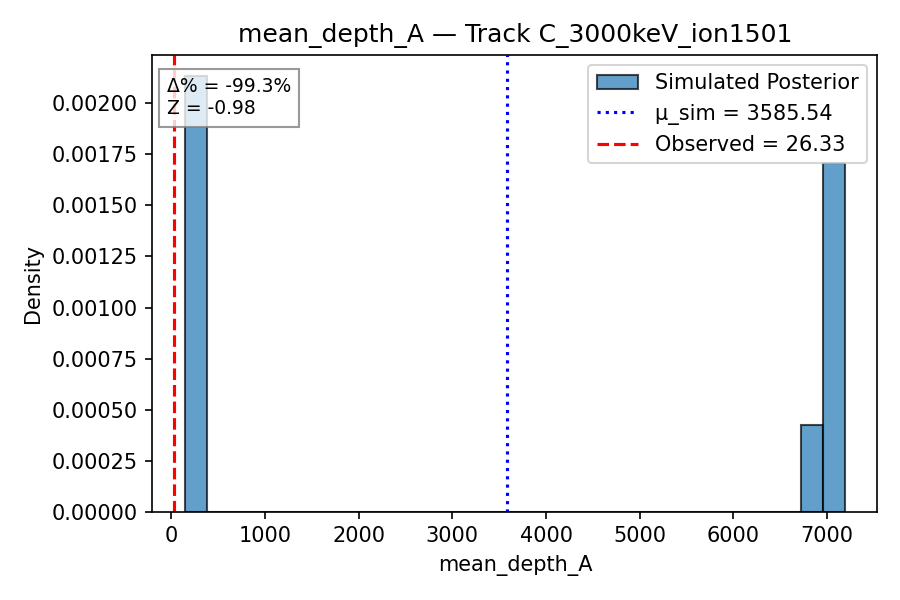 mean_depth_A — Track C_3000keV_ion1501
Δ% = -99.3%
Z = -0.98
Simulated Posterior
μ_sim = 3585.54
Observed = 26.33
Density
0.00200
0.00175
0.00150
0.00125
0.00100
0.00075
0.00050
0.00025
0.00000
0 1000 2000 3000 4000 5000 6000 7000
mean_depth_A